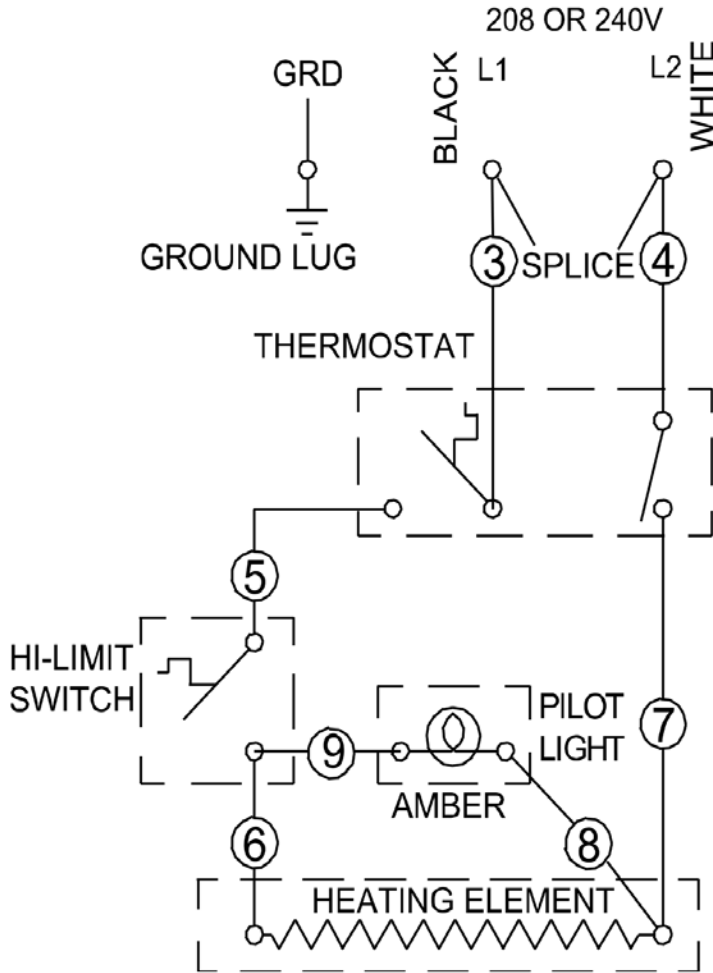 208 OR 240V
GRD
BLACK
L1
L2
WHITE
GROUND LUG
3
SPLICE
4
THERMOSTAT
5
HI-LIMIT
SWITCH
9
PILOT
LIGHT
7
AMBER
6
8
HEATING ELEMENT